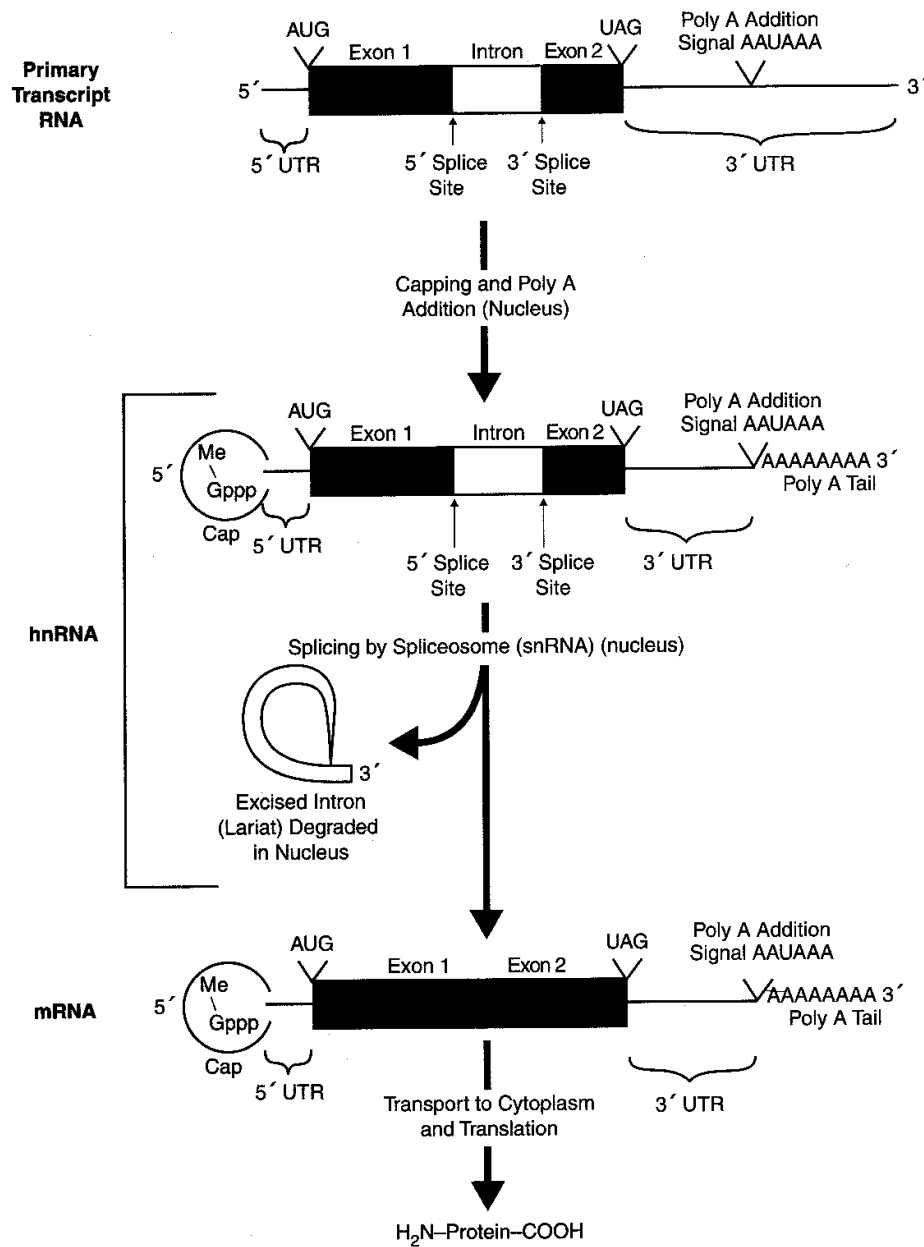 Primary
Transcript
RNA
AUG
Exon 1
Intron
Exon 2
UAG
Poly A Addition
Signal AAUAAA
5´
3´
5´ UTR
5´ Splice
Site
3´ Splice
Site
3´ UTR
Capping and Poly A
Addition (Nucleus)
hnRNA
AUG
Exon 1
Intron
Exon 2
UAG
Poly A Addition
Signal AAUAAA
5´
Me
Gppp
Cap
AAAAAAAA 3´
Poly A Tail
5´ UTR
5´ Splice
Site
3´ Splice
Site
3´ UTR
Splicing by Spliceosome (snRNA) (nucleus)
3´
Excised Intron
(Lariat) Degraded
in Nucleus
mRNA
AUG
Exon 1
Exon 2
UAG
Poly A Addition
Signal AAUAAA
5´
Me
Gppp
Cap
AAAAAAAA 3´
Poly A Tail
5´ UTR
3´ UTR
Transport to Cytoplasm
and Translation
H₂N–Protein–COOH